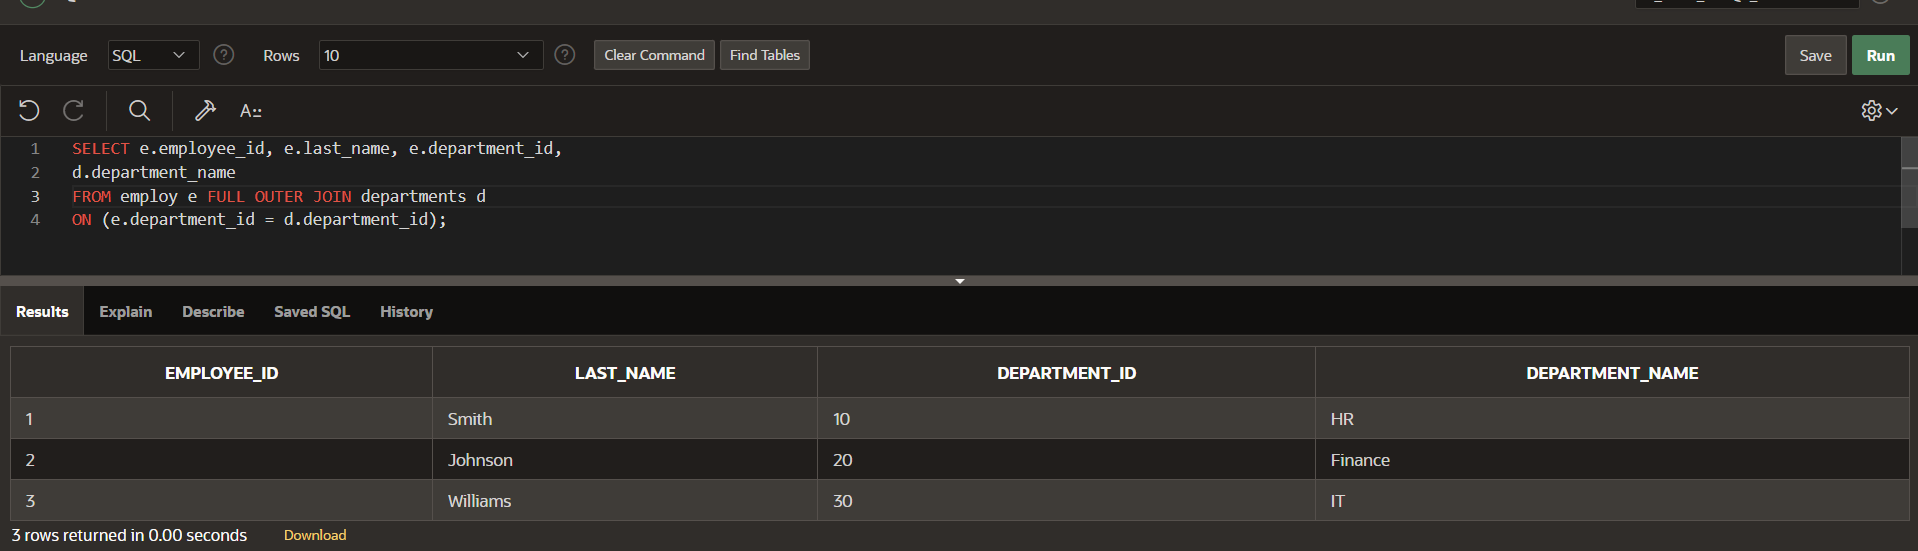 Language SQL Rows 10 Clear Command Find Tables Save Run
A
1 SELECT e.employee_id, e.last_name, e.department_id,
2 d.department_name
3 FROM employ e FULL OUTER JOIN departments d
4 ON (e.department_id = d.department_id);
Results Explain Describe Saved SQL History
EMPLOYEE_ID LAST_NAME DEPARTMENT_ID DEPARTMENT_NAME
1 Smith 10 HR
2 Johnson 20 Finance
3 Williams 30 IT
3 rows returned in 0.00 seconds Download